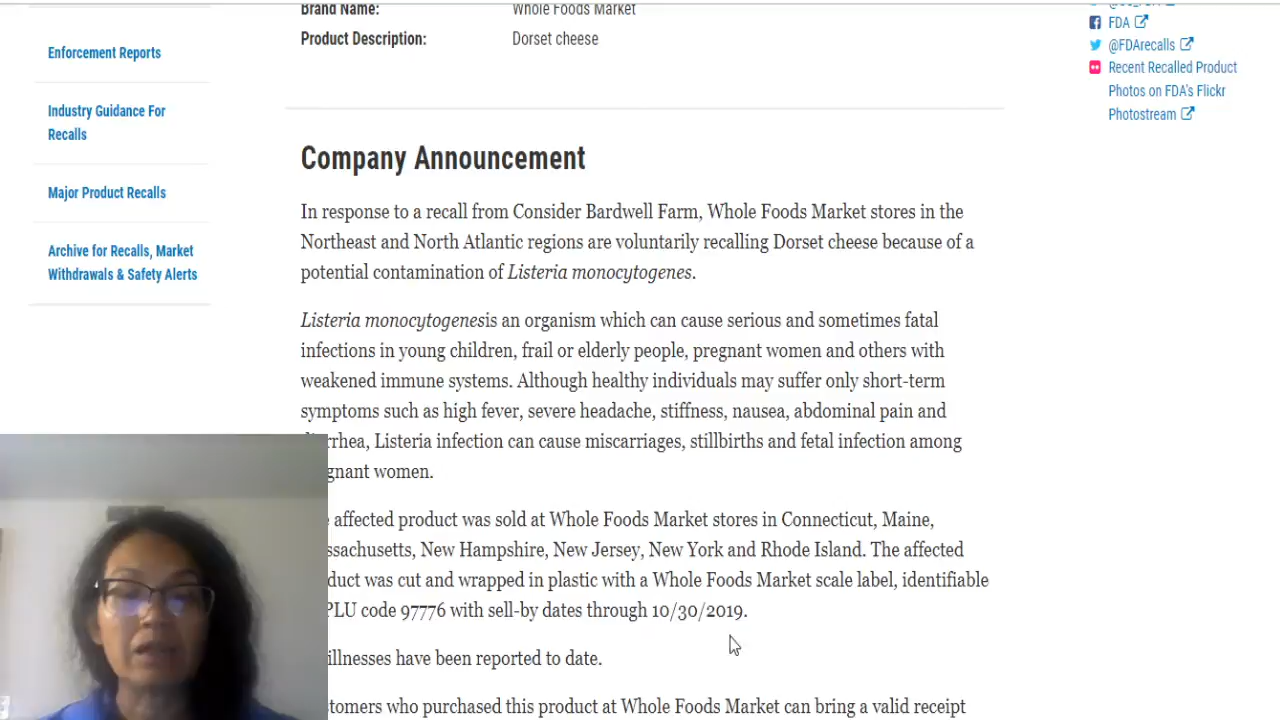 Brand Name: Whole Foods Market
Product Description: Dorset cheese
Enforcement Reports
Industry Guidance For
Recalls
Major Product Recalls
Archive for Recalls, Market
Withdrawals & Safety Alerts
Company Announcement
In response to a recall from Consider Bardwell Farm, Whole Foods Market stores in the
Northeast and North Atlantic regions are voluntarily recalling Dorset cheese because of a
potential contamination of Listeria monocytogenes.
Listeria monocytogenesis an organism which can cause serious and sometimes fatal
infections in young children, frail or elderly people, pregnant women and others with
weakened immune systems. Although healthy individuals may suffer only short-term
symptoms such as high fever, severe headache, stiffness, nausea, abdominal pain and
rrhea, Listeria infection can cause miscarriages, stillbirths and fetal infection among
gnant women.
affected product was sold at Whole Foods Market stores in Connecticut, Maine,
ssachusetts, New Hampshire, New Jersey, New York and Rhode Island. The affected
duct was cut and wrapped in plastic with a Whole Foods Market scale label, identifiable
PLU code 97776 with sell-by dates through 10/30/2019.
illnesses have been reported to date.
tomers who purchased this product at Whole Foods Market can bring a valid receipt
FDA
@FDArecalls
Recent Recalled Product
Photos on FDA's Flickr
Photostream